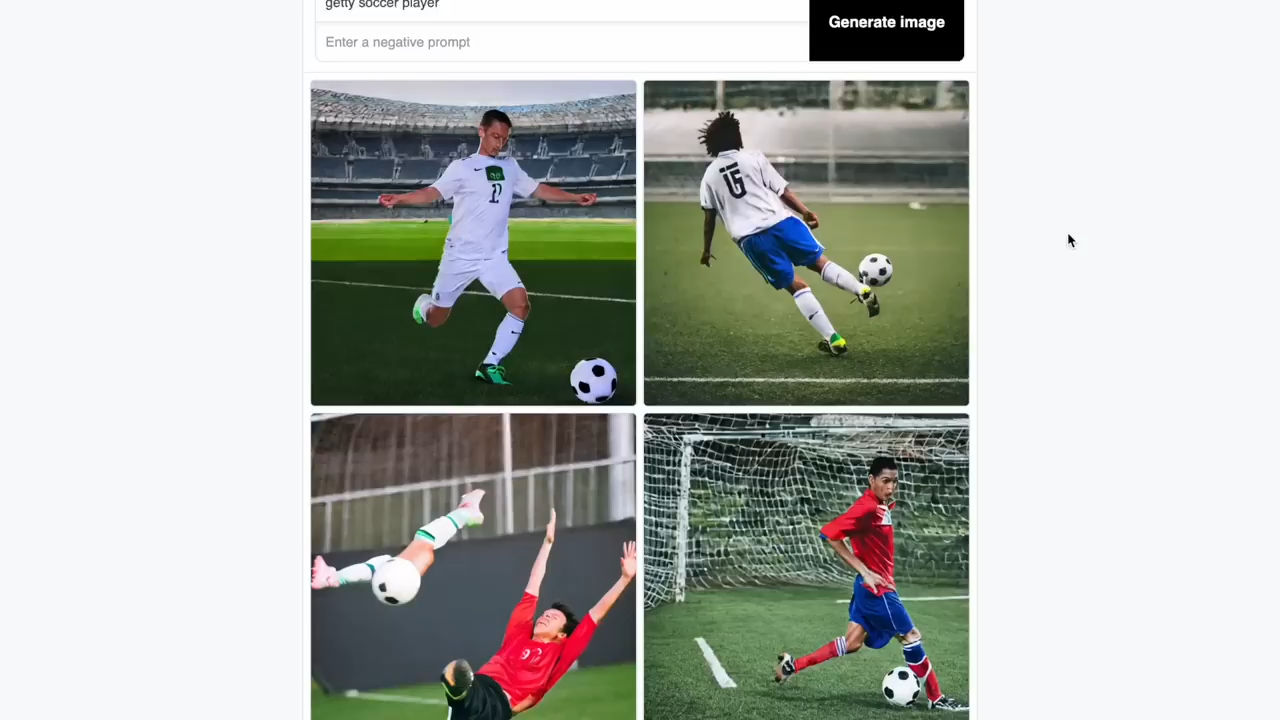 getty soccer player
Generate image
Enter a negative prompt